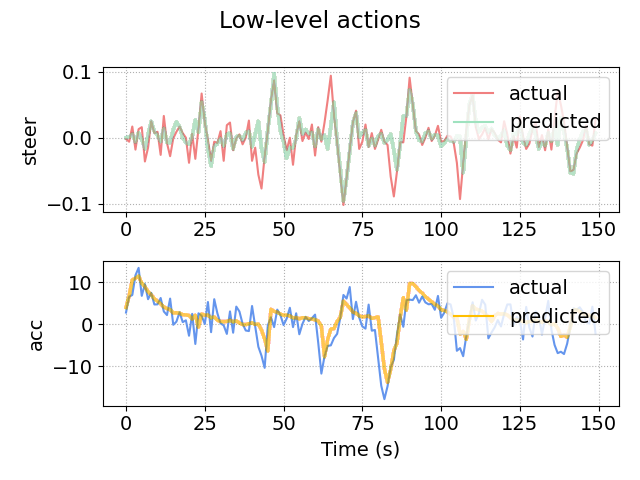 Low-level actions
0.1
0.0
−0.1
steer
actual
predicted
0 25 50 75 100 125 150
10
0
−10
acc
actual
predicted
0 25 50 75 100 125 150
Time (s)